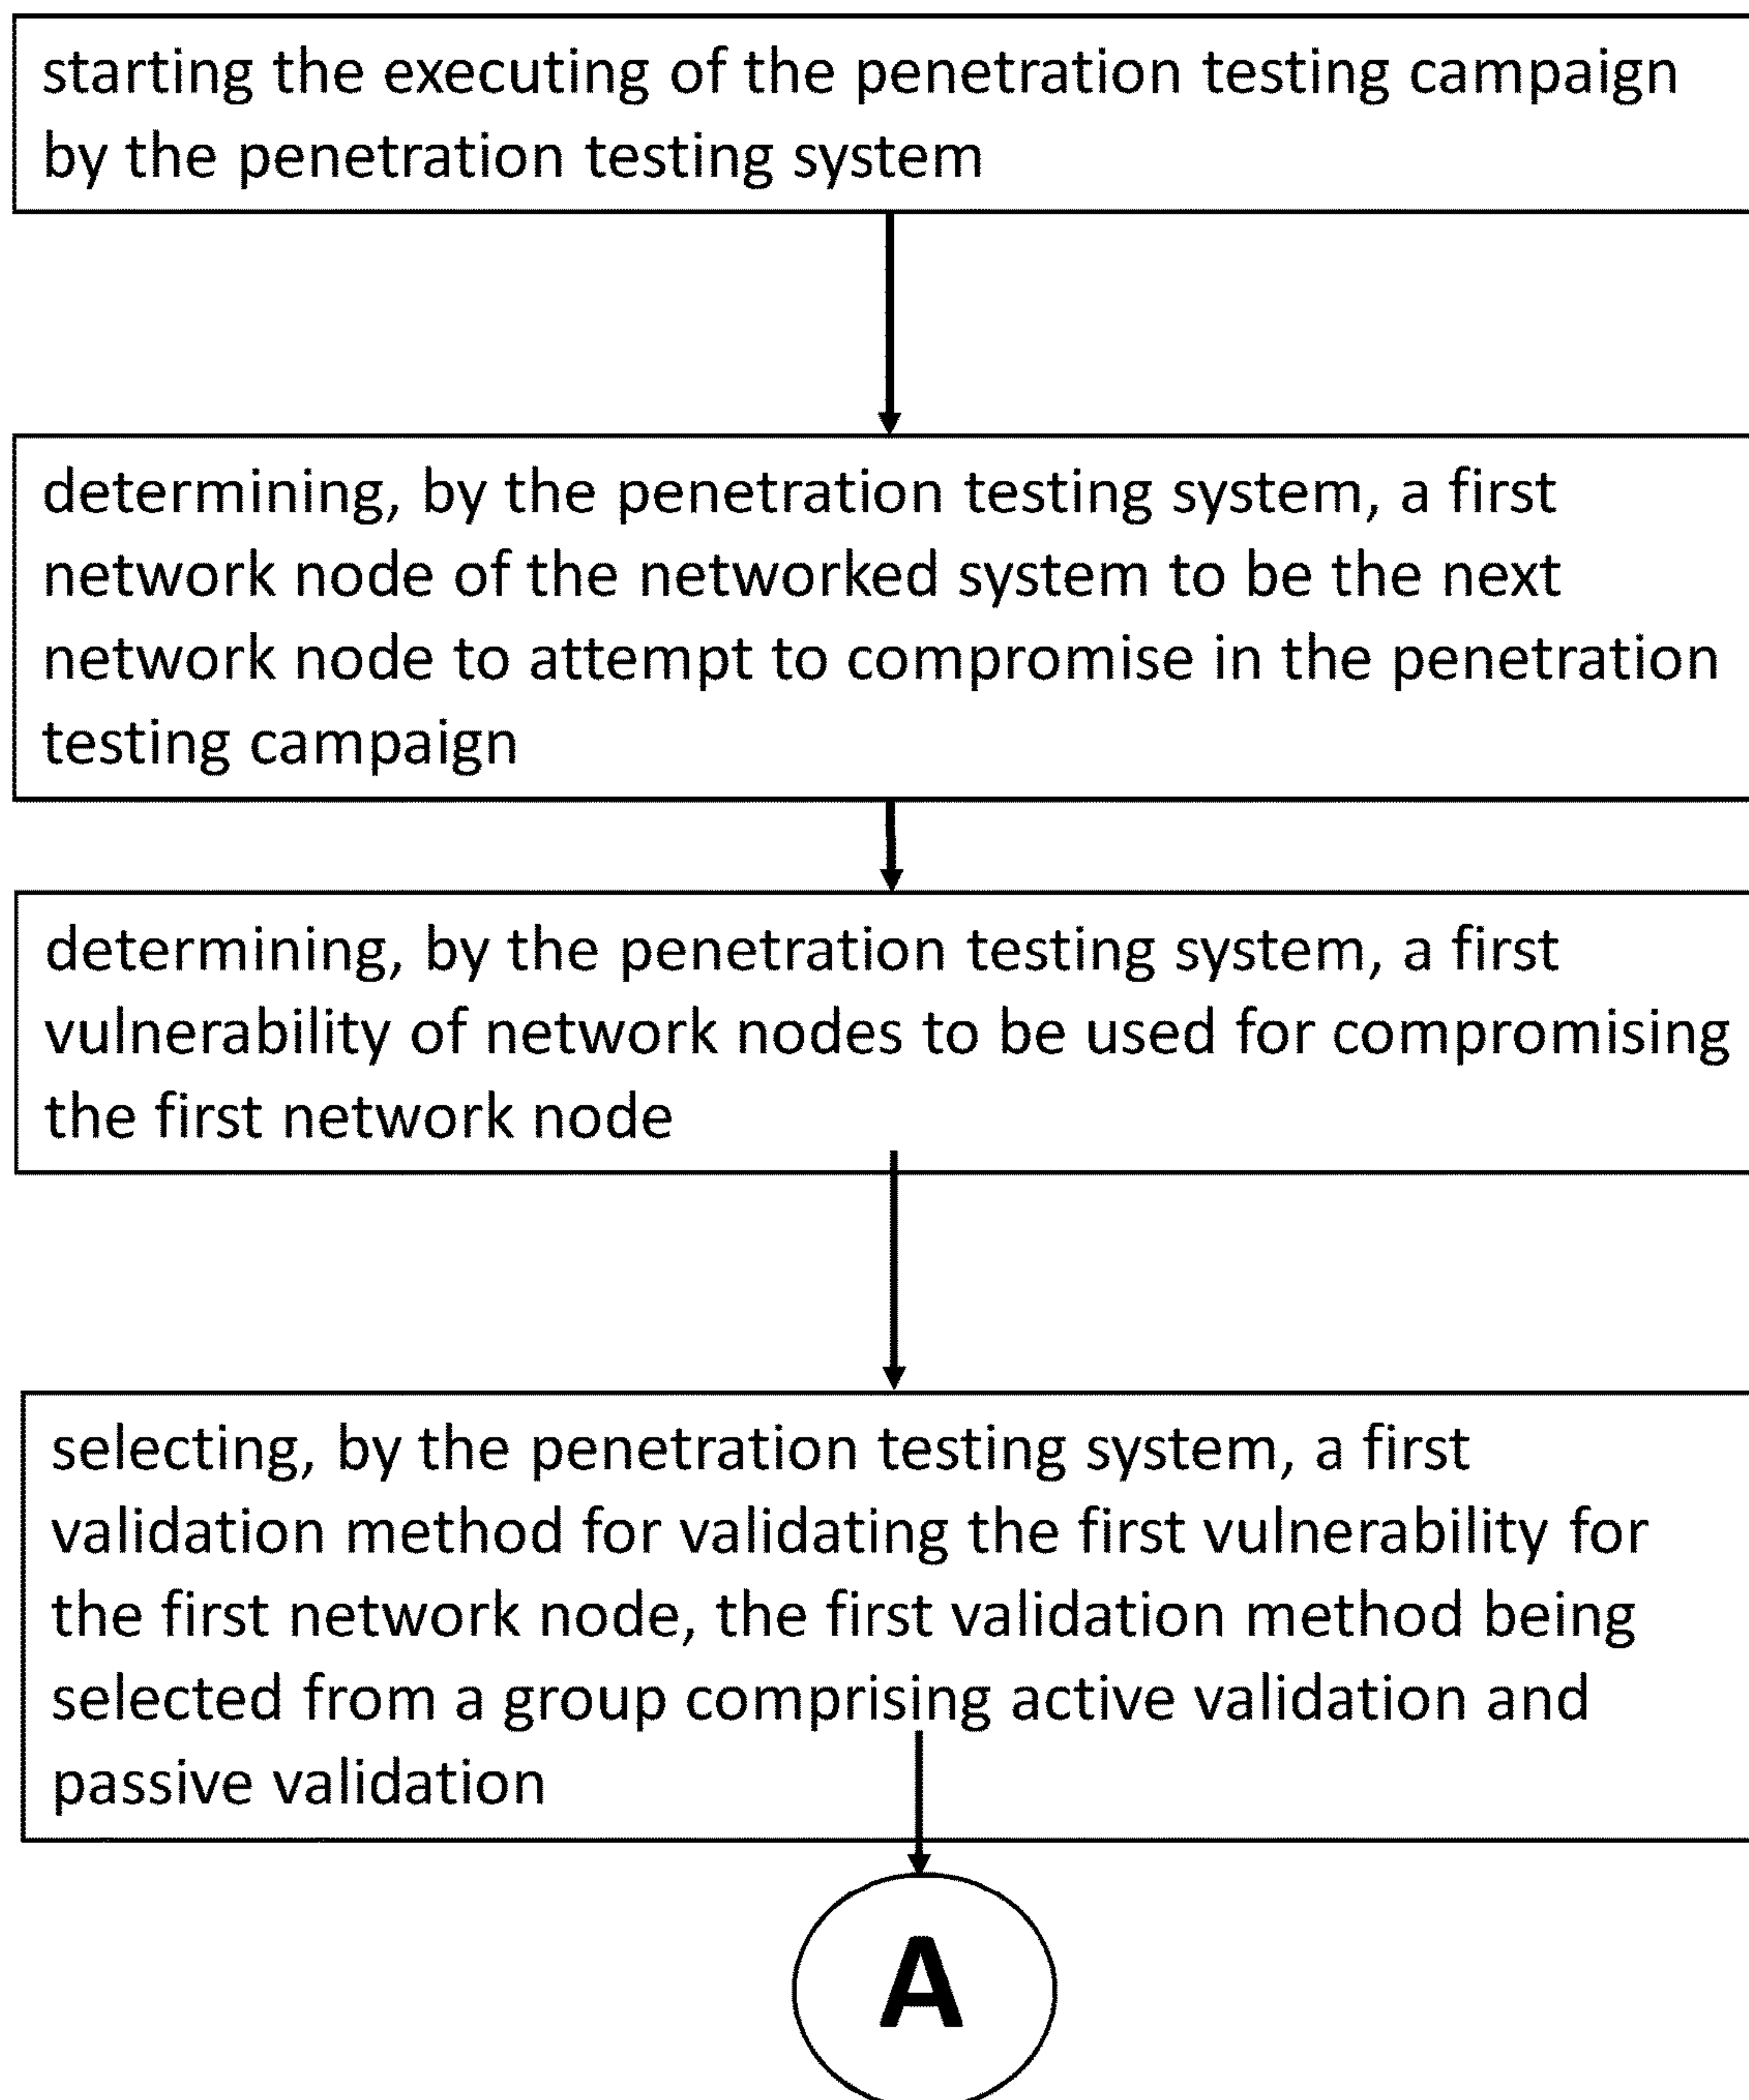 starting the executing of the penetration testing campaign
by the penetration testing system
determining, by the penetration testing system, a first
network node of the networked system to be the next
network node to attempt to compromise in the penetration
testing campaign
determining, by the penetration testing system, a first
vulnerability of network nodes to be used for compromising
the first network node
selecting, by the penetration testing system, a first
validation method for validating the first vulnerability for
the first network node, the first validation method being
selected from a group comprising active validation and
passive validation
A